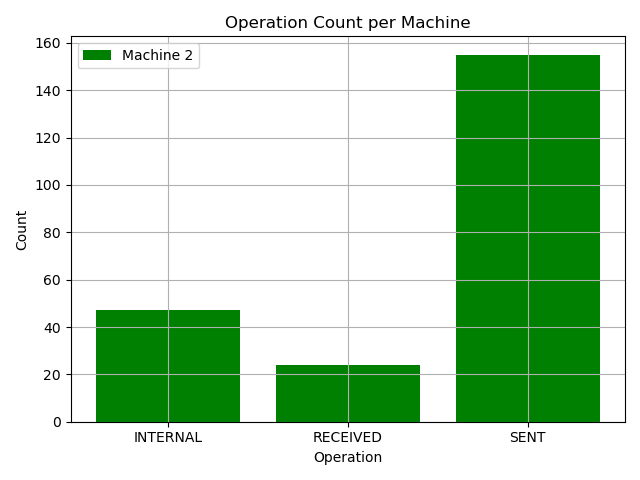 Operation Count per Machine
Machine 2
160
140
120
100
80
60
40
20
0
Count
INTERNAL RECEIVED SENT
Operation